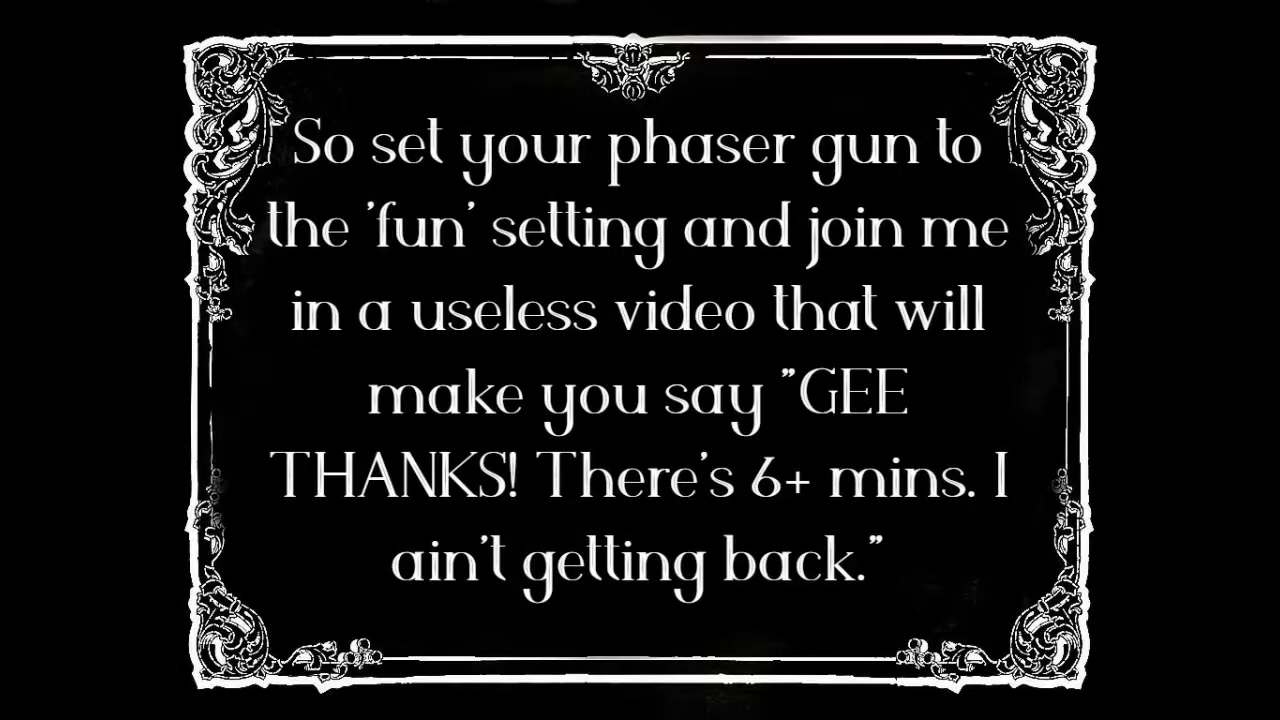 So set your phaser gun to
the 'fun' setting and join me
in a useless video that will
make you say "GEE
THANKS! There's 6+ mins. I
ain't getting back."